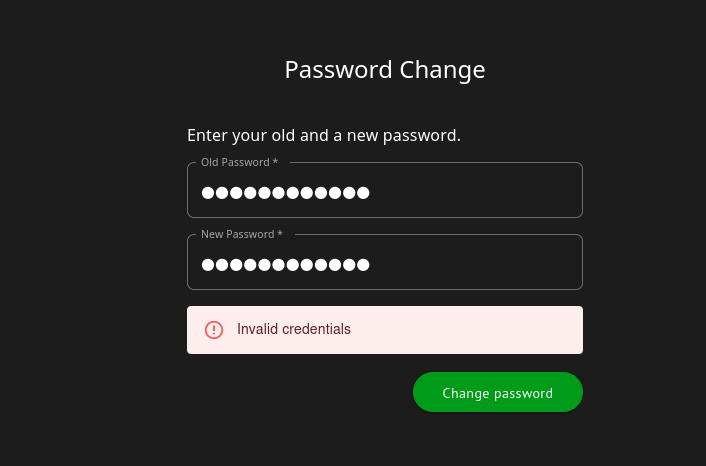 Password Change
Enter your old and a new password.
Old Password *
●●●●●●●●●●●●
New Password *
●●●●●●●●●●●●
Invalid credentials
Change password